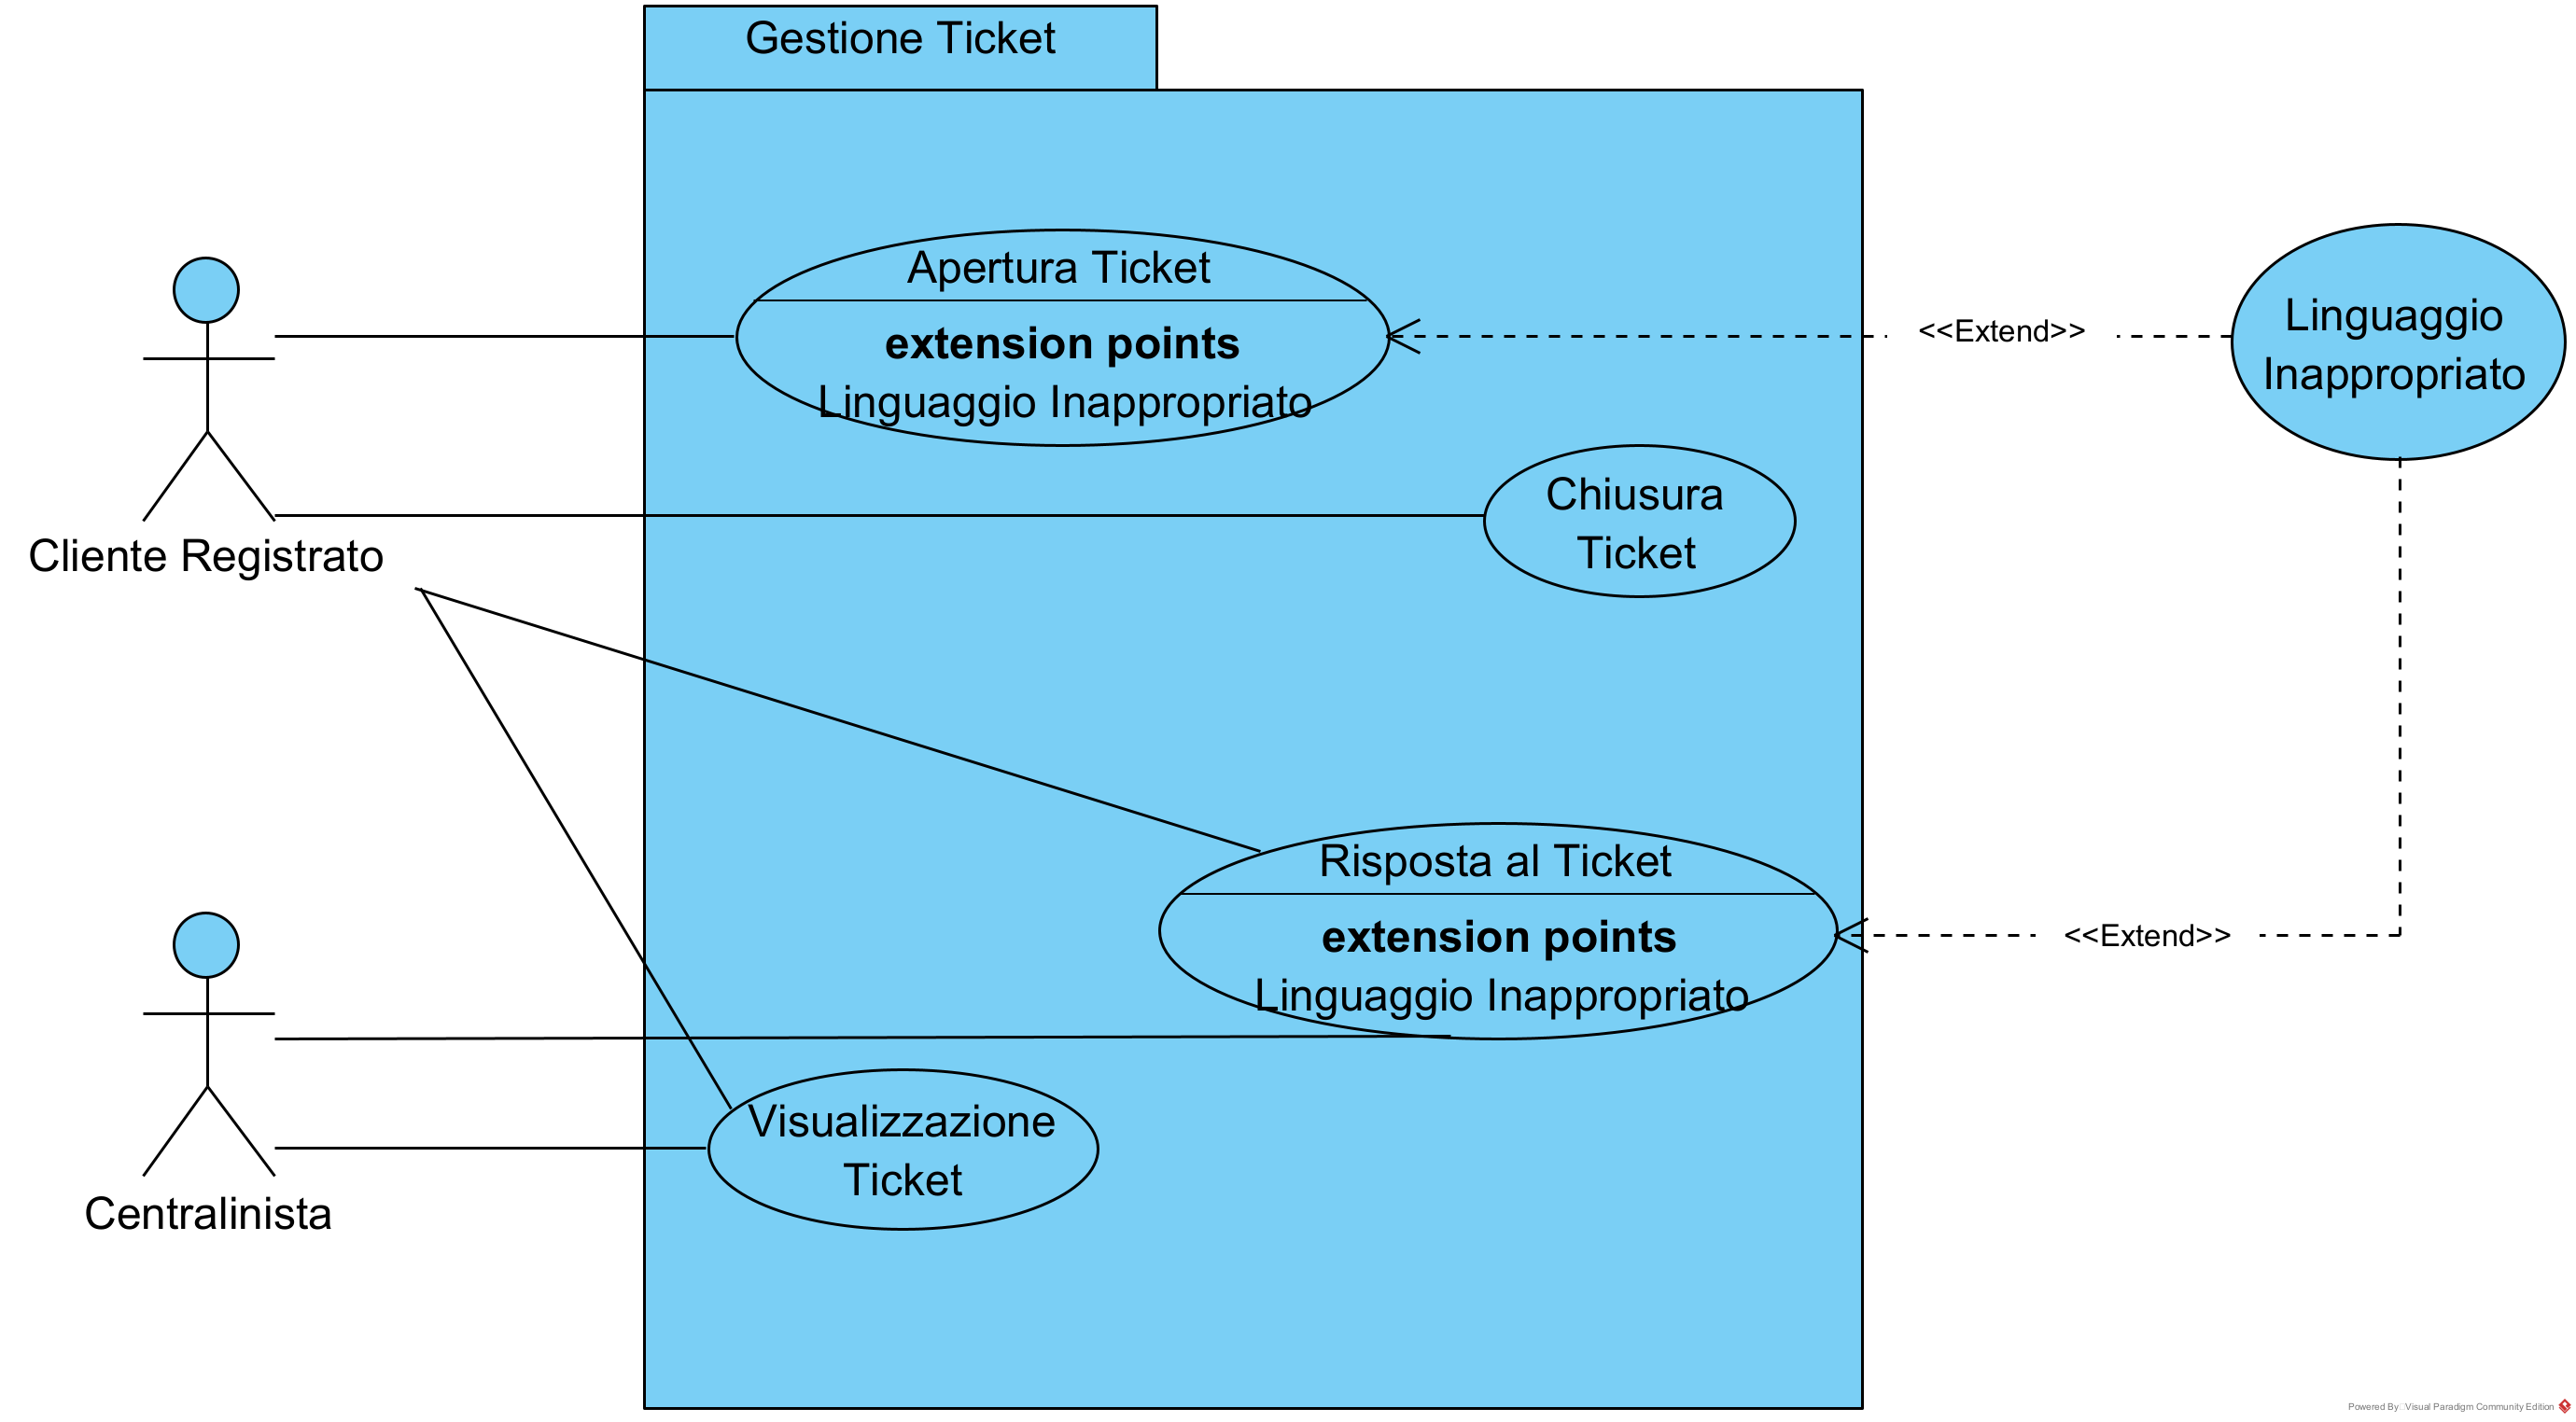 Gestione Ticket
Apertura Ticket
extension points
Linguaggio Inappropriato
<<Extend>>
Linguaggio
Inappropriato
Chiusura
Ticket
Cliente Registrato
Risposta al Ticket
extension points
Linguaggio Inappropriato
<<Extend>>
Visualizzazione
Ticket
Centralinista
Powered By Visual Paradigm Community Edition